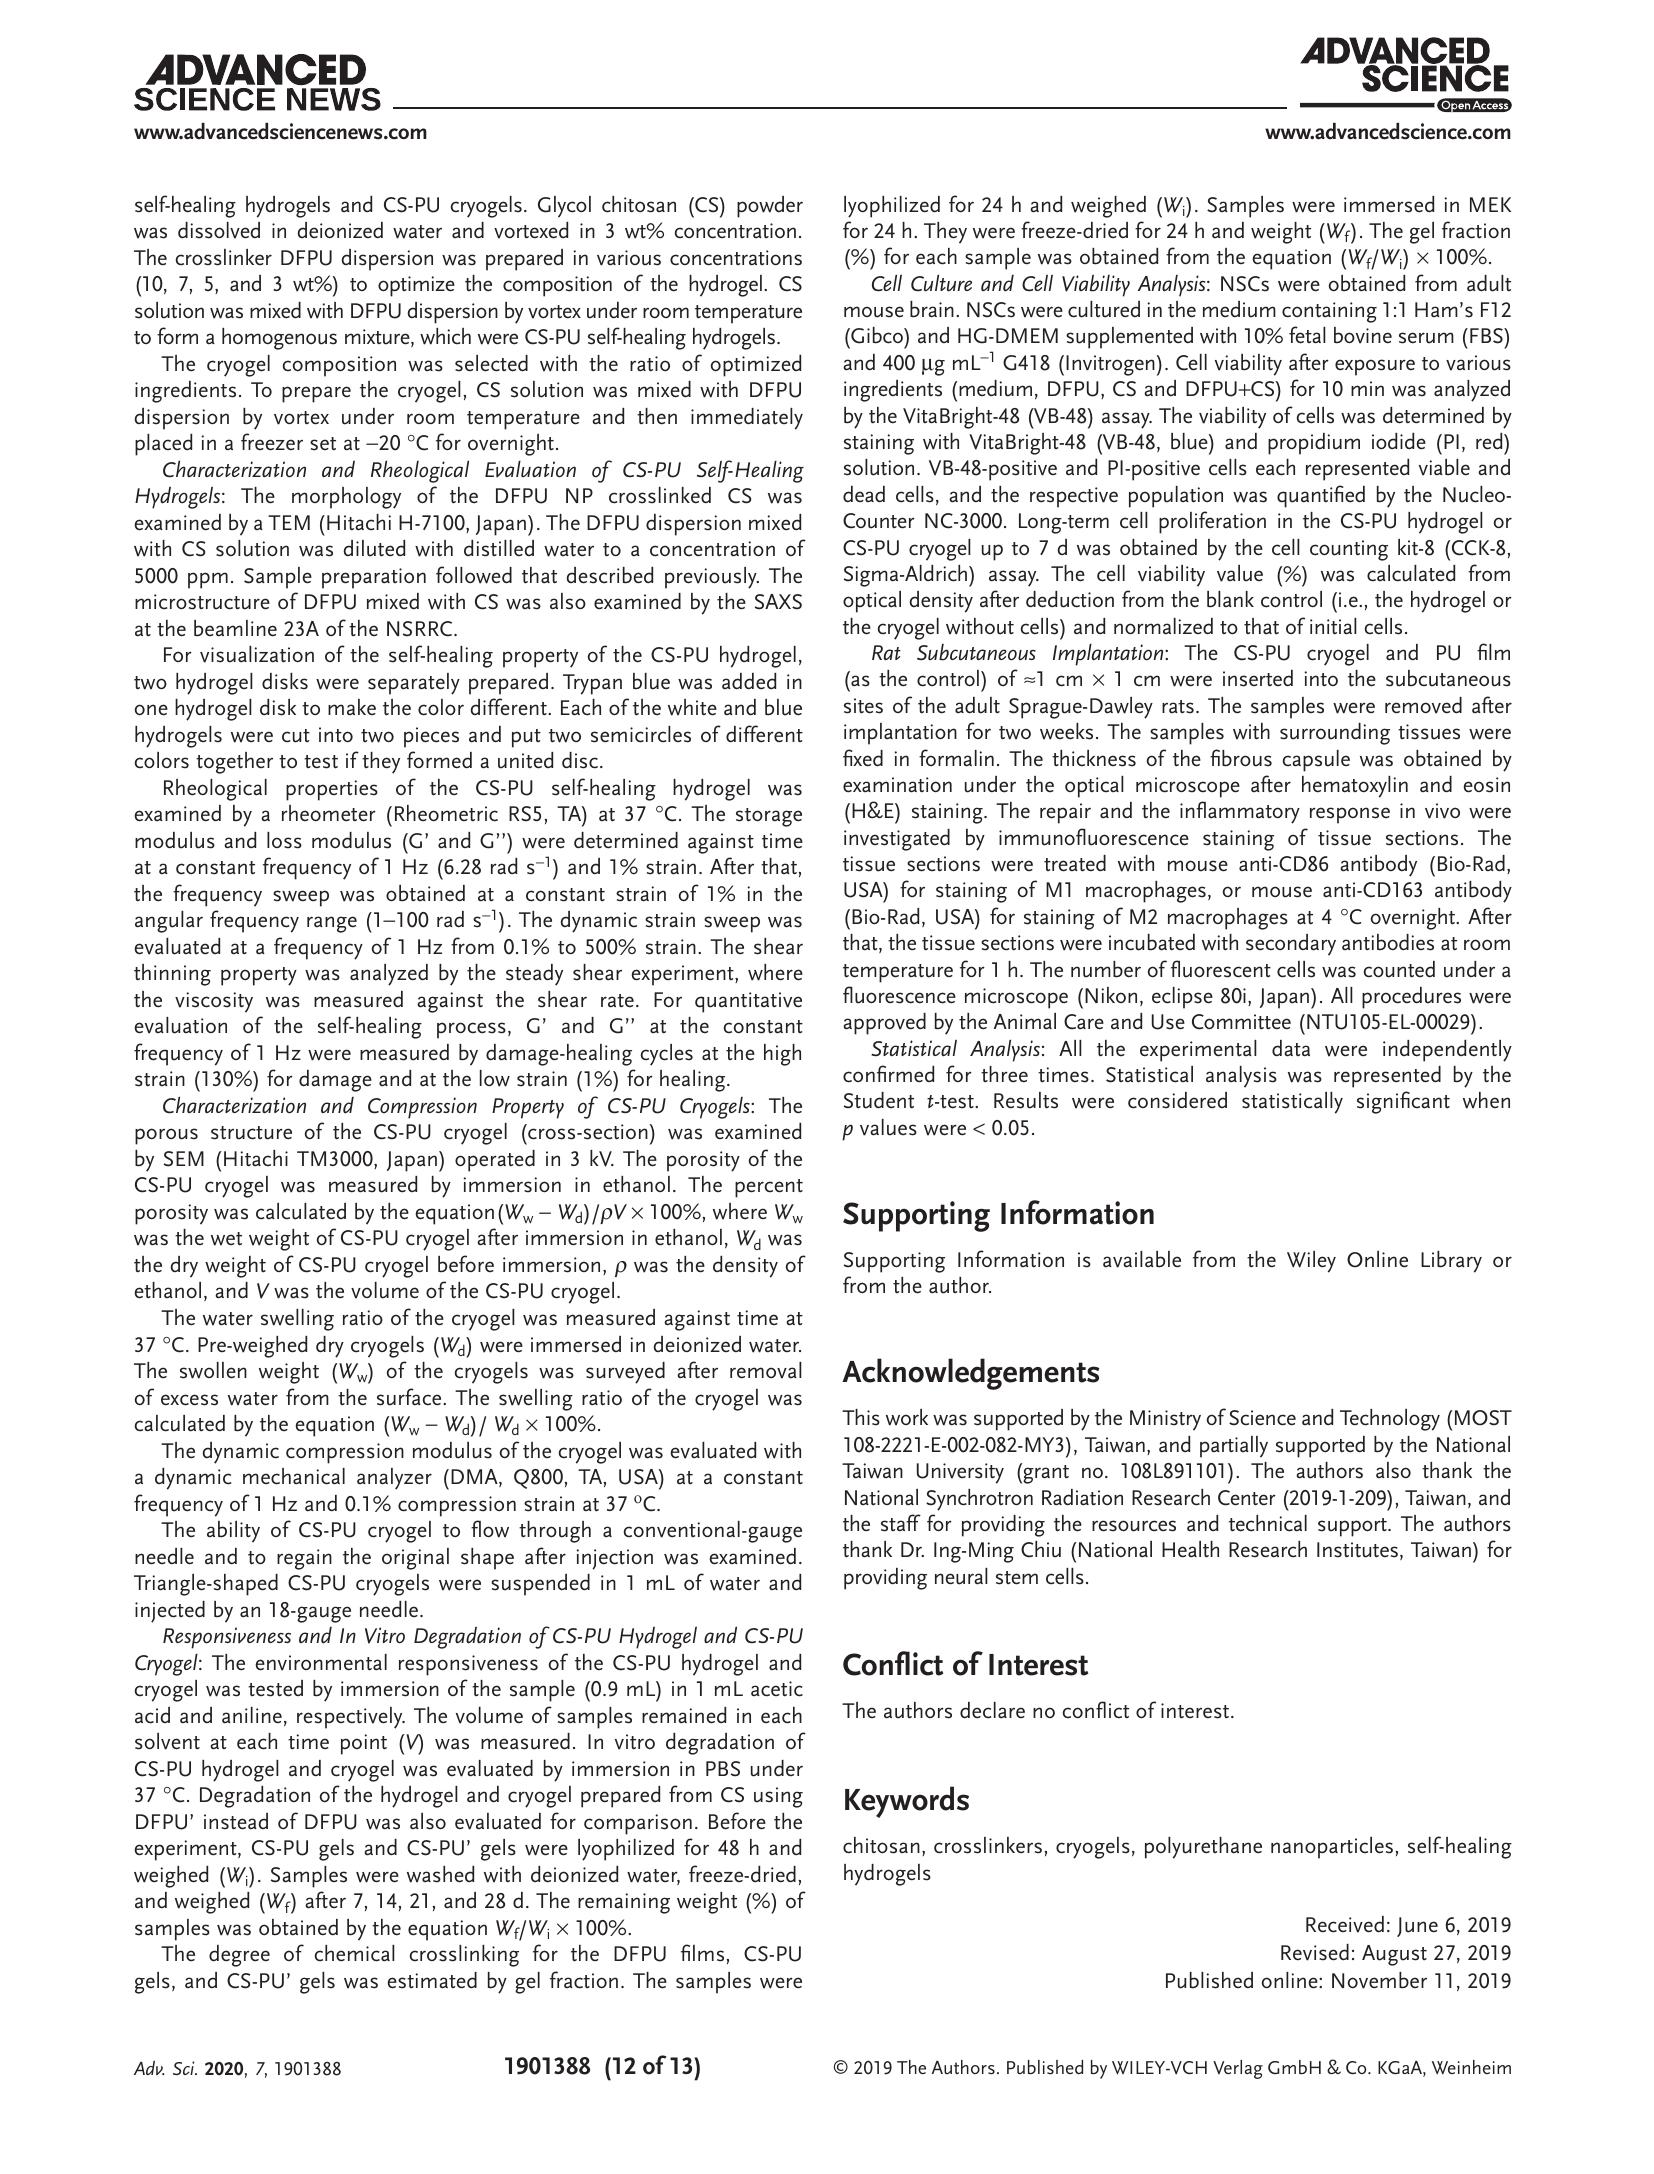 ADVANCED
SCIENCE NEWS
www.advancedsciencenews.com
ADVANCED
SCIENCE
Open Access
www.advancedscience.com
self-healing hydrogels and CS-PU cryogels. Glycol chitosan (CS) powder
was dissolved in deionized water and vortexed in 3 wt% concentration.
The crosslinker DFPU dispersion was prepared in various concentrations
(10, 7, 5, and 3 wt%) to optimize the composition of the hydrogel. CS
solution was mixed with DFPU dispersion by vortex under room temperature
to form a homogenous mixture, which were CS-PU self-healing hydrogels.
The cryogel composition was selected with the ratio of optimized
ingredients. To prepare the cryogel, CS solution was mixed with DFPU
dispersion by vortex under room temperature and then immediately
placed in a freezer set at −20 °C for overnight.
Characterization and Rheological Evaluation of CS-PU Self-Healing
Hydrogels: The morphology of the DFPU NP crosslinked CS was
examined by a TEM (Hitachi H-7100, Japan). The DFPU dispersion mixed
with CS solution was diluted with distilled water to a concentration of
5000 ppm. Sample preparation followed that described previously. The
microstructure of DFPU mixed with CS was also examined by the SAXS
at the beamline 23A of the NSRRC.
For visualization of the self-healing property of the CS-PU hydrogel,
two hydrogel disks were separately prepared. Trypan blue was added in
one hydrogel disk to make the color different. Each of the white and blue
hydrogels were cut into two pieces and put two semicircles of different
colors together to test if they formed a united disc.
Rheological properties of the CS-PU self-healing hydrogel was
examined by a rheometer (Rheometric RS5, TA) at 37 °C. The storage
modulus and loss modulus (G’ and G’’) were determined against time
at a constant frequency of 1 Hz (6.28 rad s⁻¹) and 1% strain. After that,
the frequency sweep was obtained at a constant strain of 1% in the
angular frequency range (1–100 rad s⁻¹). The dynamic strain sweep was
evaluated at a frequency of 1 Hz from 0.1% to 500% strain. The shear
thinning property was analyzed by the steady shear experiment, where
the viscosity was measured against the shear rate. For quantitative
evaluation of the self-healing process, G’ and G’’ at the constant
frequency of 1 Hz were measured by damage-healing cycles at the high
strain (130%) for damage and at the low strain (1%) for healing.
Characterization and Compression Property of CS-PU Cryogels: The
porous structure of the CS-PU cryogel (cross-section) was examined
by SEM (Hitachi TM3000, Japan) operated in 3 kV. The porosity of the
CS-PU cryogel was measured by immersion in ethanol. The percent
porosity was calculated by the equation(Ww − Wd)/ρV × 100%, where Ww
was the wet weight of CS-PU cryogel after immersion in ethanol, Wd was
the dry weight of CS-PU cryogel before immersion, ρ was the density of
ethanol, and V was the volume of the CS-PU cryogel.
The water swelling ratio of the cryogel was measured against time at
37 °C. Pre-weighed dry cryogels (Wd) were immersed in deionized water.
The swollen weight (Ww) of the cryogels was surveyed after removal
of excess water from the surface. The swelling ratio of the cryogel was
calculated by the equation (Ww − Wd)/ Wd × 100%.
The dynamic compression modulus of the cryogel was evaluated with
a dynamic mechanical analyzer (DMA, Q800, TA, USA) at a constant
frequency of 1 Hz and 0.1% compression strain at 37 ºC.
The ability of CS-PU cryogel to flow through a conventional-gauge
needle and to regain the original shape after injection was examined.
Triangle-shaped CS-PU cryogels were suspended in 1 mL of water and
injected by an 18-gauge needle.
Responsiveness and In Vitro Degradation of CS-PU Hydrogel and CS-PU
Cryogel: The environmental responsiveness of the CS-PU hydrogel and
cryogel was tested by immersion of the sample (0.9 mL) in 1 mL acetic
acid and aniline, respectively. The volume of samples remained in each
solvent at each time point (V) was measured. In vitro degradation of
CS-PU hydrogel and cryogel was evaluated by immersion in PBS under
37 °C. Degradation of the hydrogel and cryogel prepared from CS using
DFPU’ instead of DFPU was also evaluated for comparison. Before the
experiment, CS-PU gels and CS-PU’ gels were lyophilized for 48 h and
weighed (Wi). Samples were washed with deionized water, freeze-dried,
and weighed (Wf) after 7, 14, 21, and 28 d. The remaining weight (%) of
samples was obtained by the equation Wf/Wi × 100%.
The degree of chemical crosslinking for the DFPU films, CS-PU
gels, and CS-PU’ gels was estimated by gel fraction. The samples were
lyophilized for 24 h and weighed (Wi). Samples were immersed in MEK
for 24 h. They were freeze-dried for 24 h and weight (Wf). The gel fraction
(%) for each sample was obtained from the equation (Wf/Wi) × 100%.
Cell Culture and Cell Viability Analysis: NSCs were obtained from adult
mouse brain. NSCs were cultured in the medium containing 1:1 Ham’s F12
(Gibco) and HG-DMEM supplemented with 10% fetal bovine serum (FBS)
and 400 µg mL⁻¹ G418 (Invitrogen). Cell viability after exposure to various
ingredients (medium, DFPU, CS and DFPU+CS) for 10 min was analyzed
by the VitaBright-48 (VB-48) assay. The viability of cells was determined by
staining with VitaBright-48 (VB-48, blue) and propidium iodide (PI, red)
solution. VB-48-positive and PI-positive cells each represented viable and
dead cells, and the respective population was quantified by the Nucleo-
Counter NC-3000. Long-term cell proliferation in the CS-PU hydrogel or
CS-PU cryogel up to 7 d was obtained by the cell counting kit-8 (CCK-8,
Sigma-Aldrich) assay. The cell viability value (%) was calculated from
optical density after deduction from the blank control (i.e., the hydrogel or
the cryogel without cells) and normalized to that of initial cells.
Rat Subcutaneous Implantation: The CS-PU cryogel and PU film
(as the control) of ≈1 cm × 1 cm were inserted into the subcutaneous
sites of the adult Sprague-Dawley rats. The samples were removed after
implantation for two weeks. The samples with surrounding tissues were
fixed in formalin. The thickness of the fibrous capsule was obtained by
examination under the optical microscope after hematoxylin and eosin
(H&E) staining. The repair and the inflammatory response in vivo were
investigated by immunofluorescence staining of tissue sections. The
tissue sections were treated with mouse anti-CD86 antibody (Bio-Rad,
USA) for staining of M1 macrophages, or mouse anti-CD163 antibody
(Bio-Rad, USA) for staining of M2 macrophages at 4 °C overnight. After
that, the tissue sections were incubated with secondary antibodies at room
temperature for 1 h. The number of fluorescent cells was counted under a
fluorescence microscope (Nikon, eclipse 80i, Japan). All procedures were
approved by the Animal Care and Use Committee (NTU105-EL-00029).
Statistical Analysis: All the experimental data were independently
confirmed for three times. Statistical analysis was represented by the
Student t-test. Results were considered statistically significant when
p values were < 0.05.
Supporting Information
Supporting Information is available from the Wiley Online Library or
from the author.
Acknowledgements
This work was supported by the Ministry of Science and Technology (MOST
108-2221-E-002-082-MY3), Taiwan, and partially supported by the National
Taiwan University (grant no. 108L891101). The authors also thank the
National Synchrotron Radiation Research Center (2019-1-209), Taiwan, and
the staff for providing the resources and technical support. The authors
thank Dr. Ing-Ming Chiu (National Health Research Institutes, Taiwan) for
providing neural stem cells.
Conflict of Interest
The authors declare no conflict of interest.
Keywords
chitosan, crosslinkers, cryogels, polyurethane nanoparticles, self-healing
hydrogels
Received: June 6, 2019
Revised: August 27, 2019
Published online: November 11, 2019
Adv. Sci. 2020, 7, 1901388
1901388 (12 of 13)
© 2019 The Authors. Published by WILEY-VCH Verlag GmbH & Co. KGaA, Weinheim